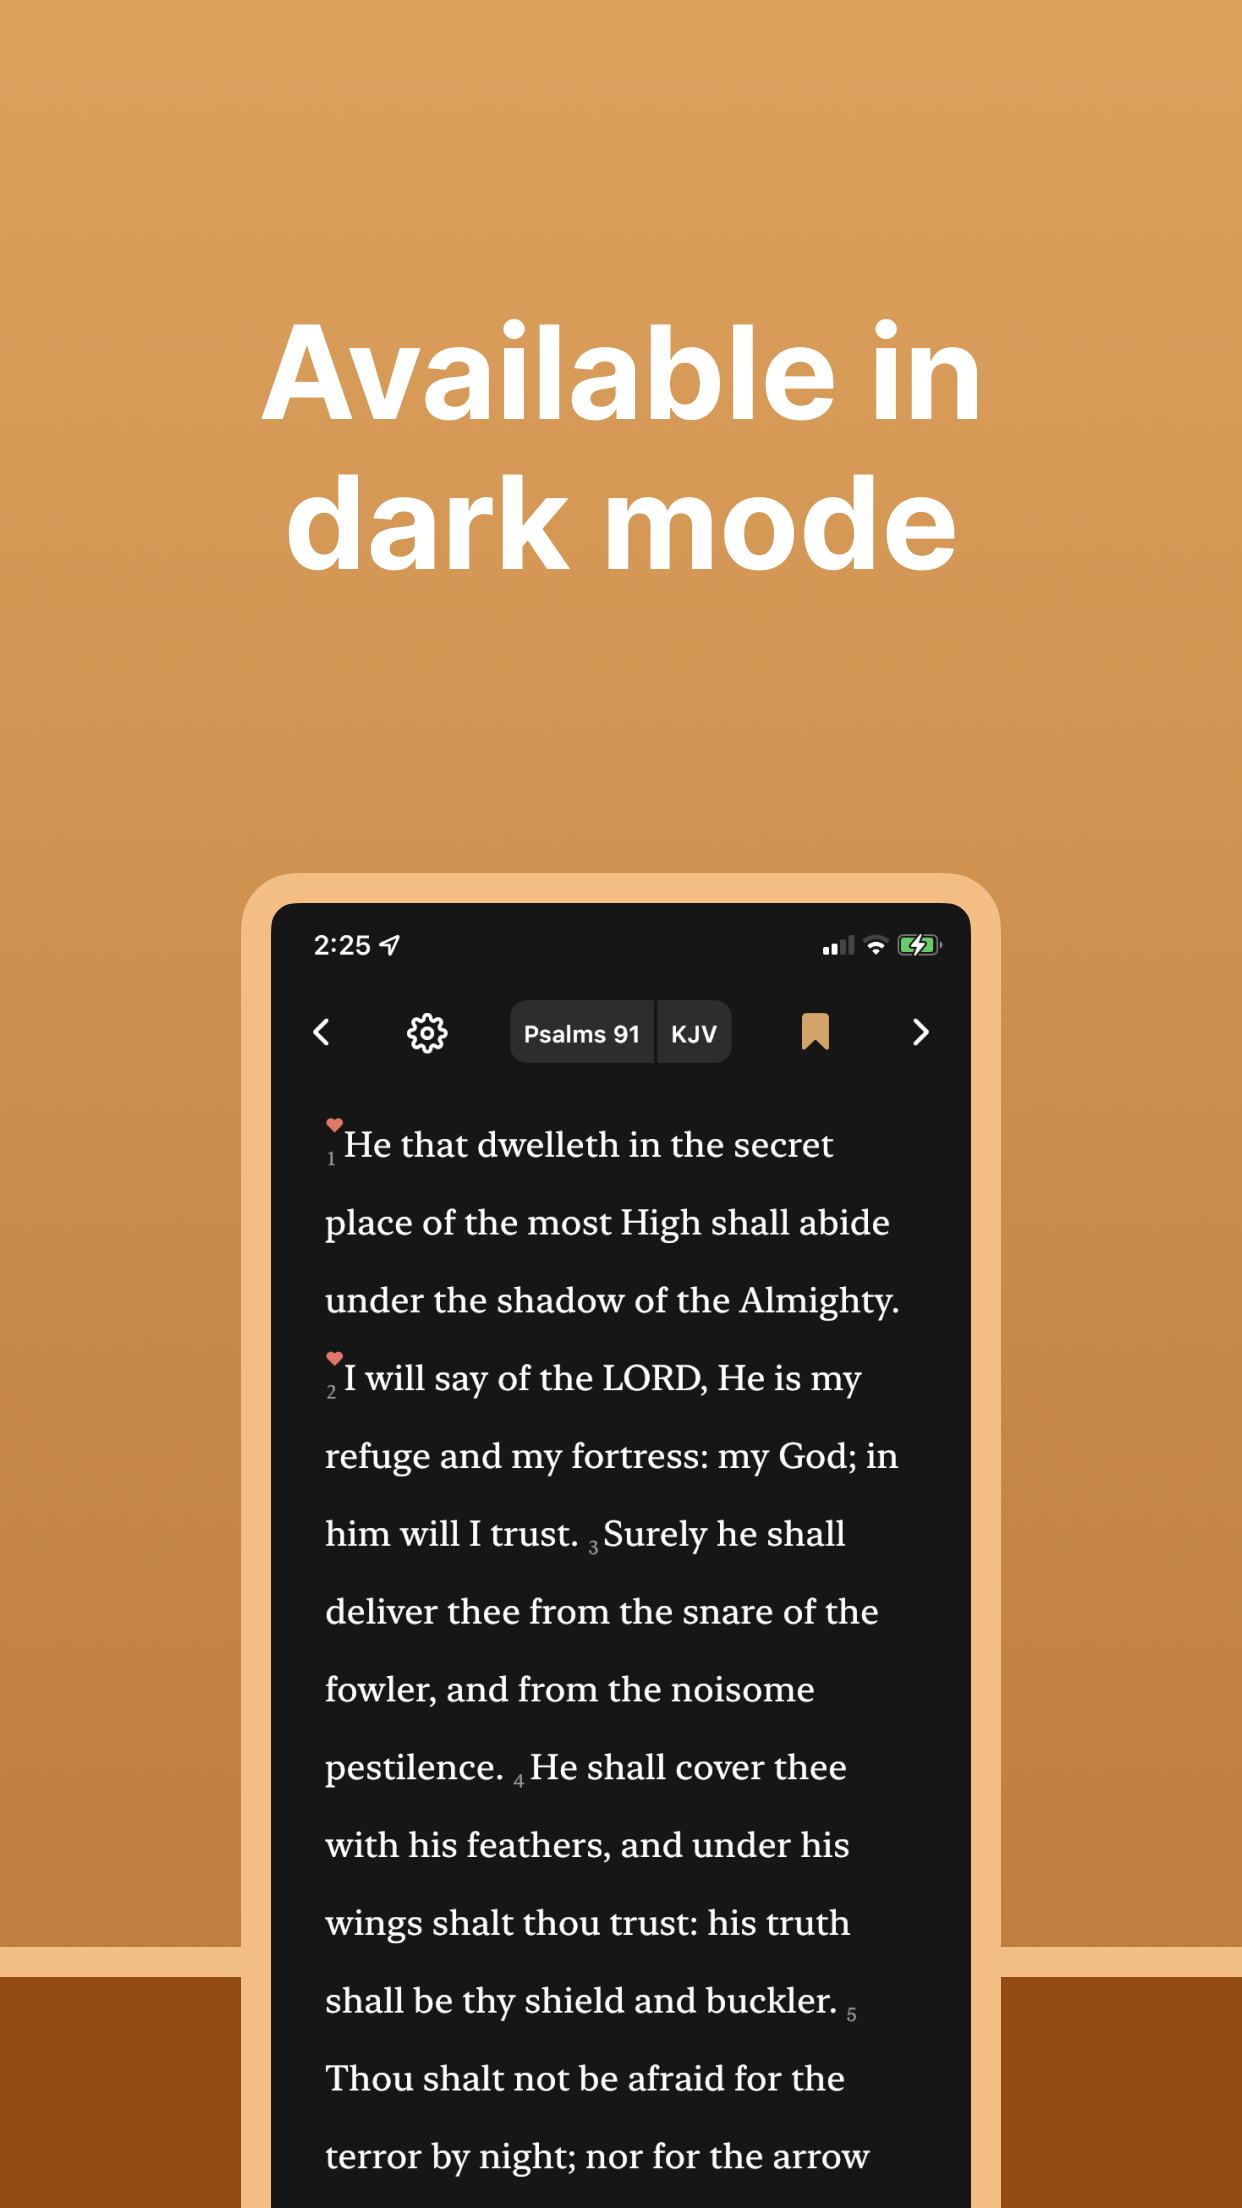 Available in
dark mode
2:25
Psalms 91 KJV
1 He that dwelleth in the secret
place of the most High shall abide
under the shadow of the Almighty.
2 I will say of the LORD, He is my
refuge and my fortress: my God; in
him will I trust. 3 Surely he shall
deliver thee from the snare of the
fowler, and from the noisome
pestilence. 4 He shall cover thee
with his feathers, and under his
wings shalt thou trust: his truth
shall be thy shield and buckler. 5
Thou shalt not be afraid for the
terror by night; nor for the arrow